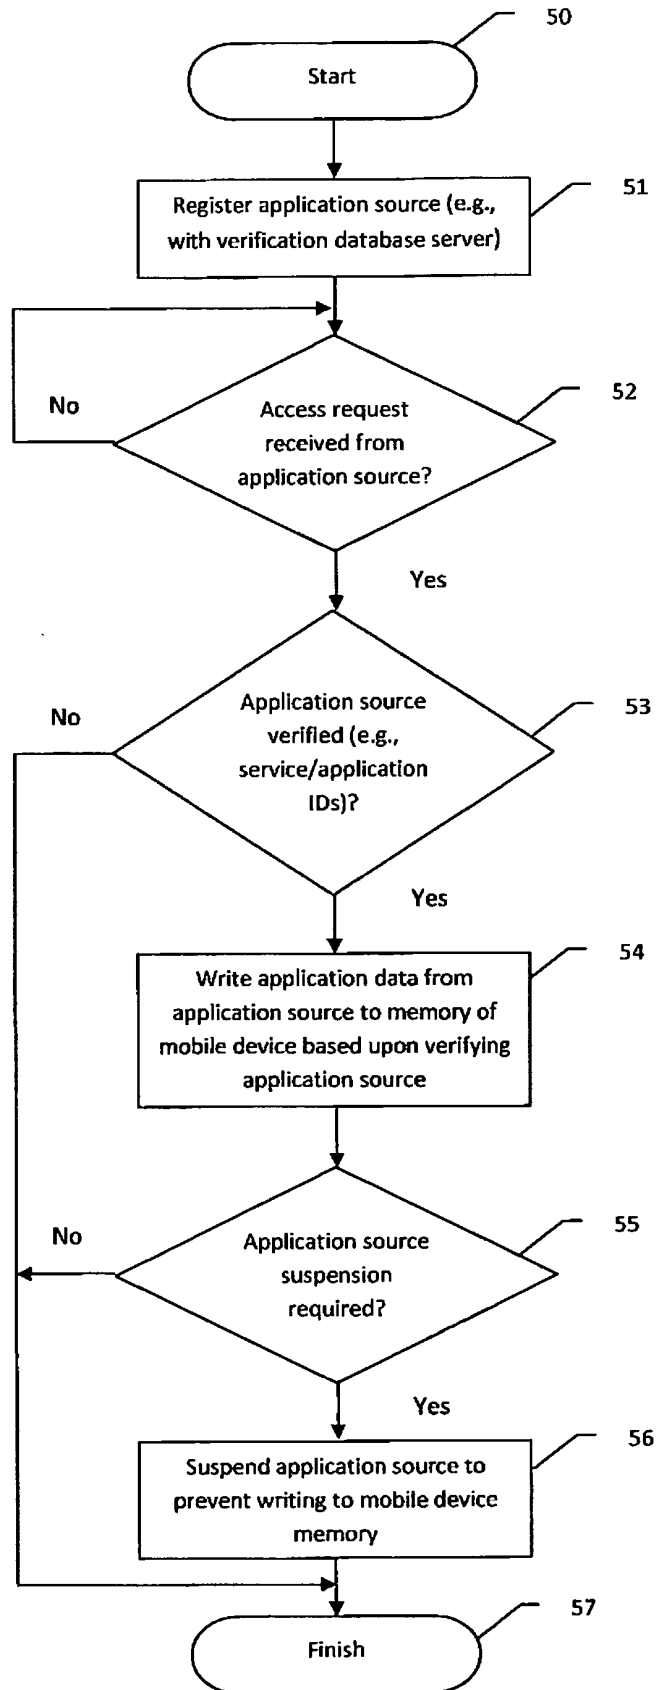 50
Start
51
Register application source (e.g.,
with verification database server)
52
No
Access request
received from
application source?
Yes
53
No
Application source
verified (e.g.,
service/application
IDs)?
Yes
54
Write application data from
application source to memory of
mobile device based upon verifying
application source
55
No
Application source
suspension
required?
Yes
56
Suspend application source to
prevent writing to mobile device
memory
57
Finish